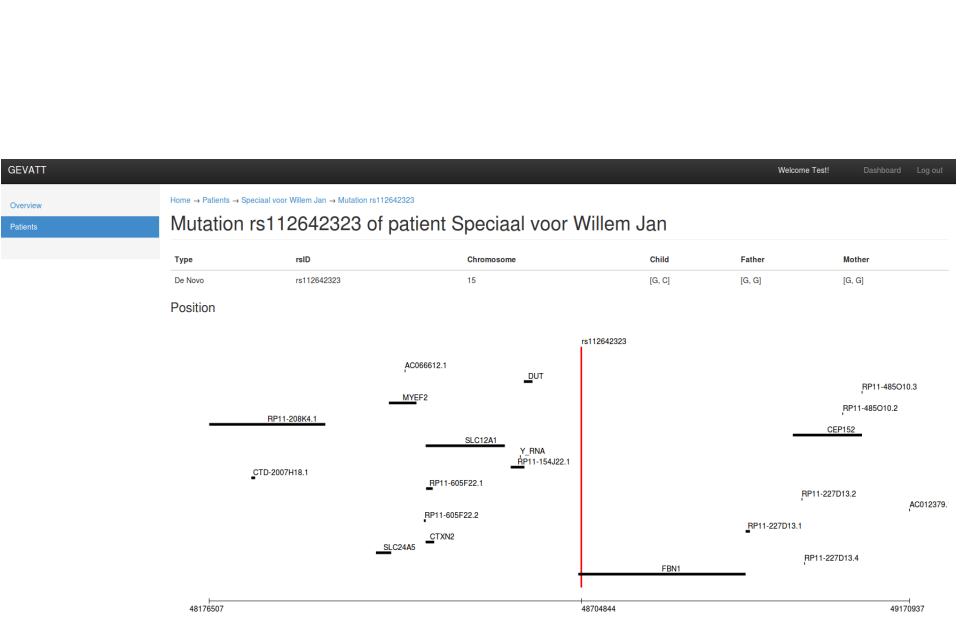 GEVATT Welcome Test! Dashboard Log out
Overview
Patients
Home → Patients → Speciaal voor Willem Jan → Mutation rs112642323
Mutation rs112642323 of patient Speciaal voor Willem Jan
Type rsID Chromosome Child Father Mother
De Novo rs112642323 15 [G, C] [G, G] [G, G]
Position
rs112642323
AC066612.1
DUT
RP11-485O10.3
MYEF2
RP11-485O10.2
RP11-208K4.1
CEP152
SLC12A1
Y_RNA
RP11-154J22.1
CTD-2007H18.1
RP11-605F22.1
RP11-227D13.2
AC012379.
RP11-605F22.2
RP11-227D13.1
CTXN2
SLC24A5
RP11-227D13.4
FBN1
48176507 48704844 49170937